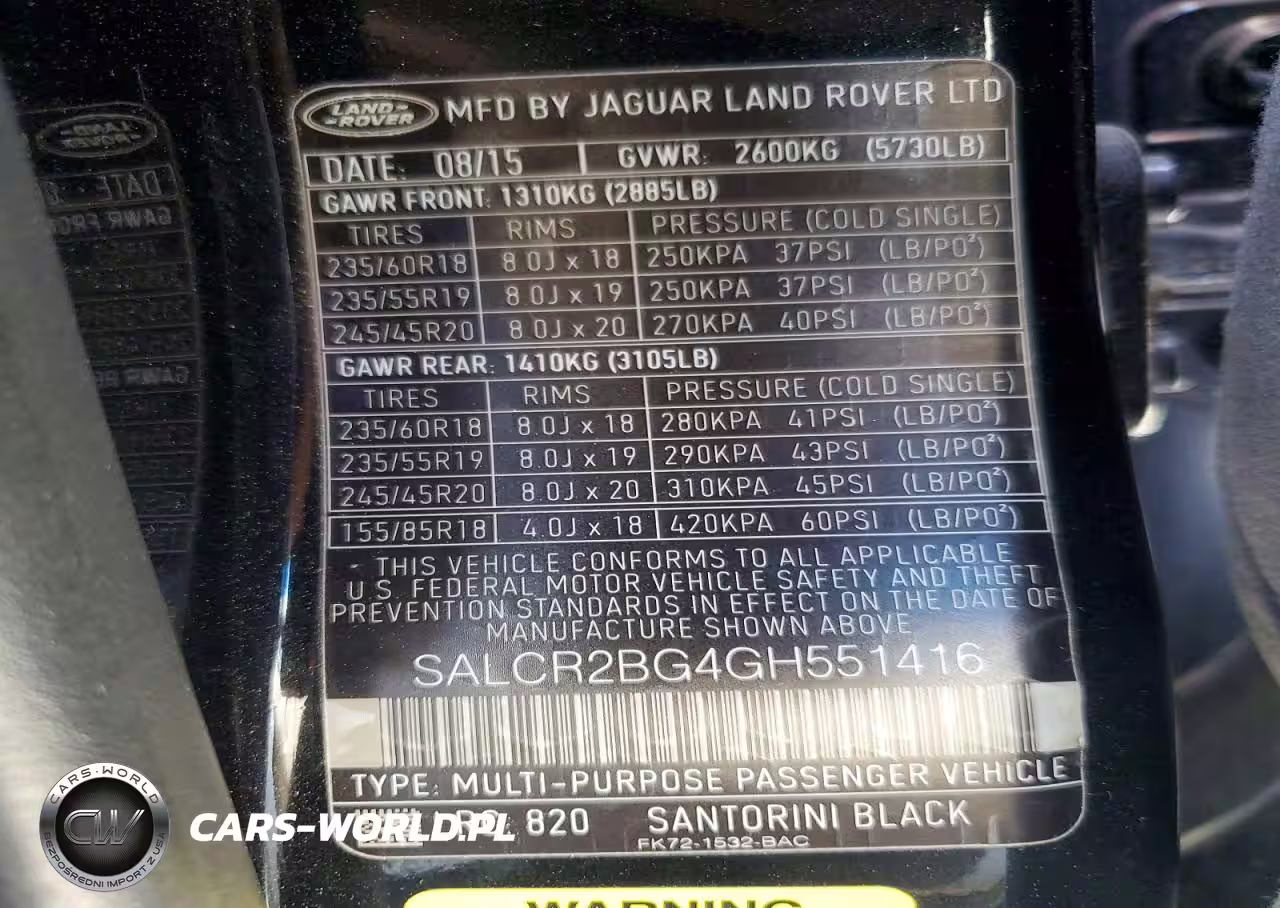 LAND-
-ROVER
MFD BY JAGUAR LAND ROVER LTD
DATE: 08/15 GVWR: 2600KG (5730LB)
GAWR FRONT: 1310KG (2885LB)
TIRES RIMS PRESSURE (COLD SINGLE)
235/60R18 8.0J x 18 250KPA 37PSI (LB/PO²)
235/55R19 8.0J x 19 250KPA 37PSI (LB/PO²)
245/45R20 8.0J x 20 270KPA 40PSI (LB/PO²)
GAWR REAR: 1410KG (3105LB)
TIRES RIMS PRESSURE (COLD SINGLE)
235/60R18 8.0J x 18 280KPA 41PSI (LB/PO²)
235/55R19 8.0J x 19 290KPA 43PSI (LB/PO²)
245/45R20 8.0J x 20 310KPA 45PSI (LB/PO²)
155/85R18 4.0J x 18 420KPA 60PSI (LB/PO²)
- THIS VEHICLE CONFORMS TO ALL APPLICABLE
U.S. FEDERAL MOTOR VEHICLE SAFETY AND THEFT
PREVENTION STANDARDS IN EFFECT ON THE DATE OF
MANUFACTURE SHOWN ABOVE
SALCR2BG4GH551416
TYPE: MULTI-PURPOSE PASSENGER VEHICLE
820 SANTORINI BLACK
FK72-1532-BAC
WARNING
CARS-WORLD
CW
BEZPOŚREDNI IMPORT Z USA
CARS-WORLD.PL